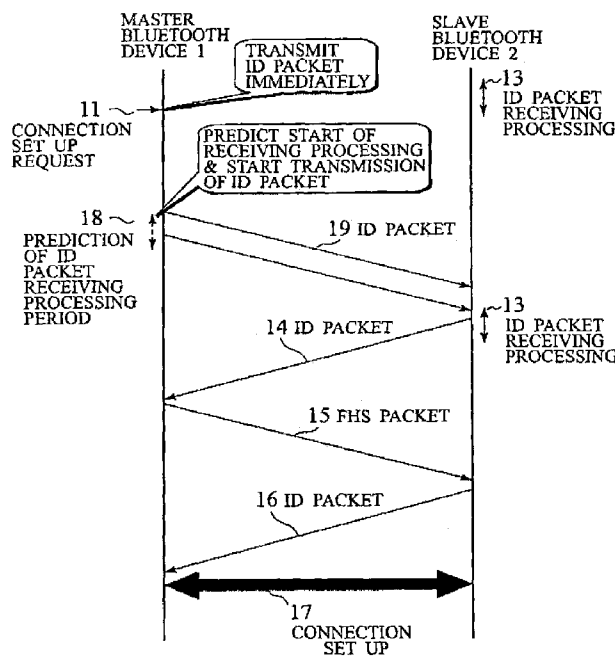 MASTER
BLUETOOTH
DEVICE 1
SLAVE
BLUETOOTH
DEVICE 2
TRANSMIT
ID PACKET
IMMEDIATELY
11
CONNECTION
SET UP
REQUEST
13
ID PACKET
RECEIVING
PROCESSING
PREDICT START OF
RECEIVING PROCESSING
& START TRANSMISSION
OF ID PACKET
18
PREDICTION
OF ID
PACKET
RECEIVING
PROCESSING
PERIOD
19 ID PACKET
13
ID PACKET
RECEIVING
PROCESSING
14 ID PACKET
15 FHS PACKET
16 ID PACKET
17
CONNECTION
SET UP